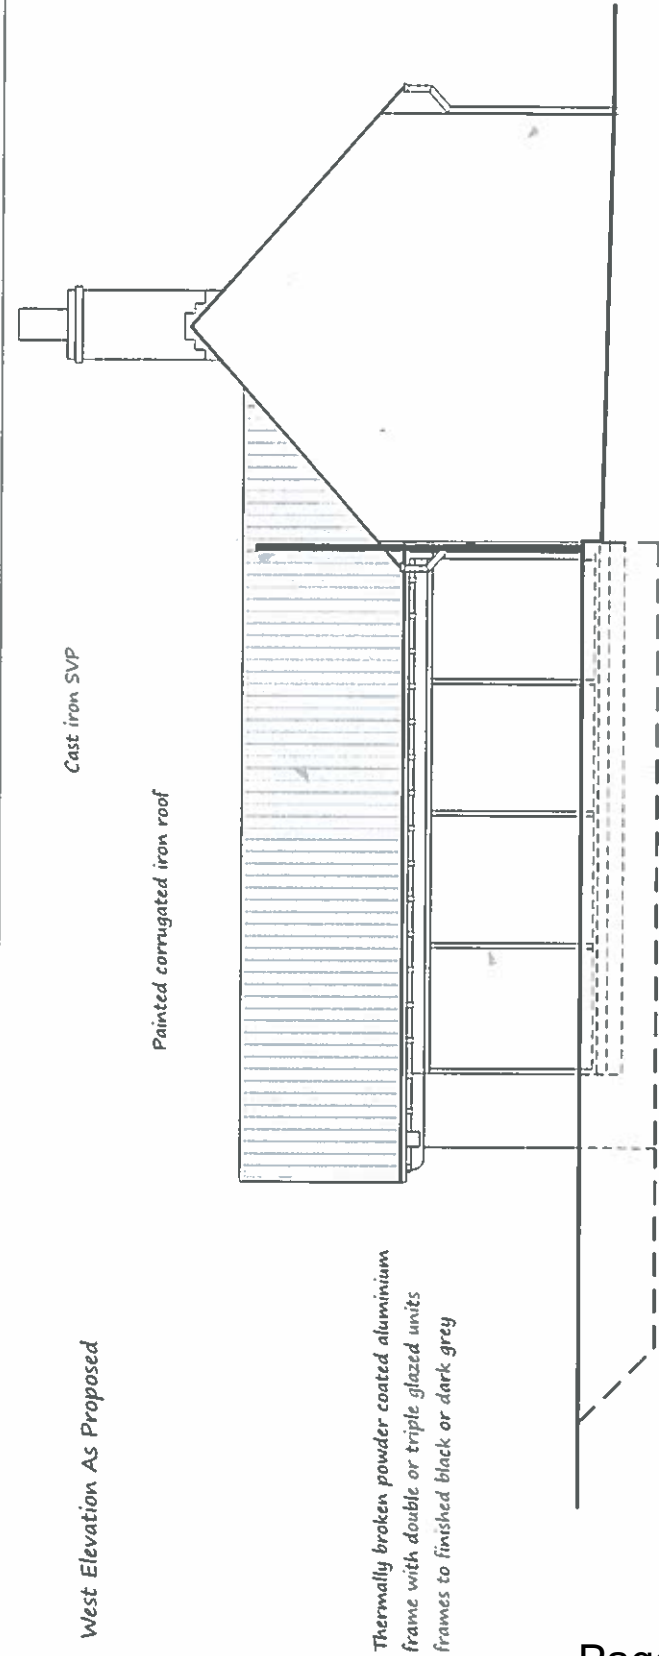 West Elevation As Proposed
Cast iron SVP
Painted corrugated iron roof
Thermally broken powder coated aluminium
frame with double or triple glazed units
frames to finished black or dark grey